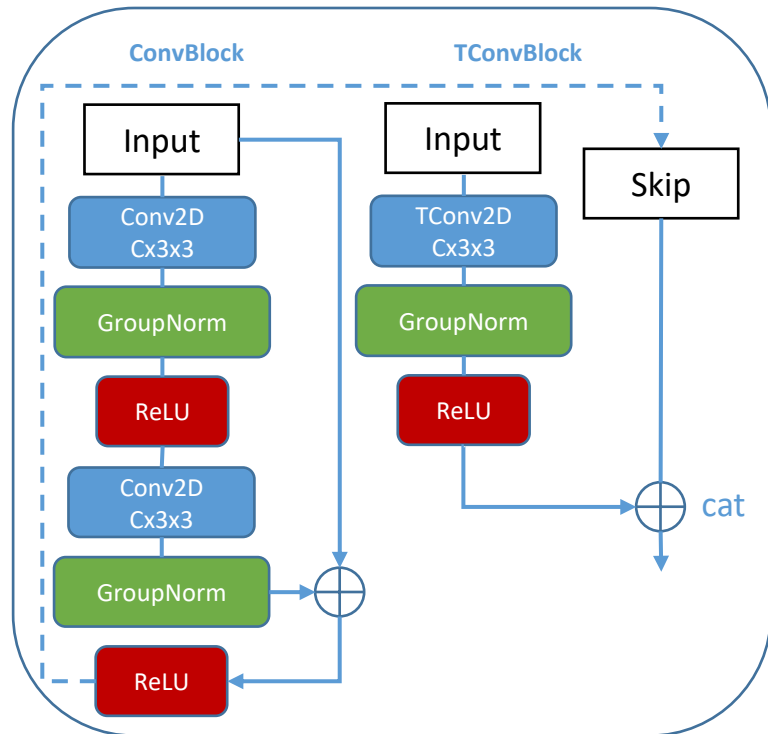 ConvBlock
Input
Conv2D
Cx3x3
GroupNorm
ReLU
Conv2D
Cx3x3
GroupNorm
ReLU
TConvBlock
Input
TConv2D
Cx3x3
GroupNorm
ReLU
Skip
cat